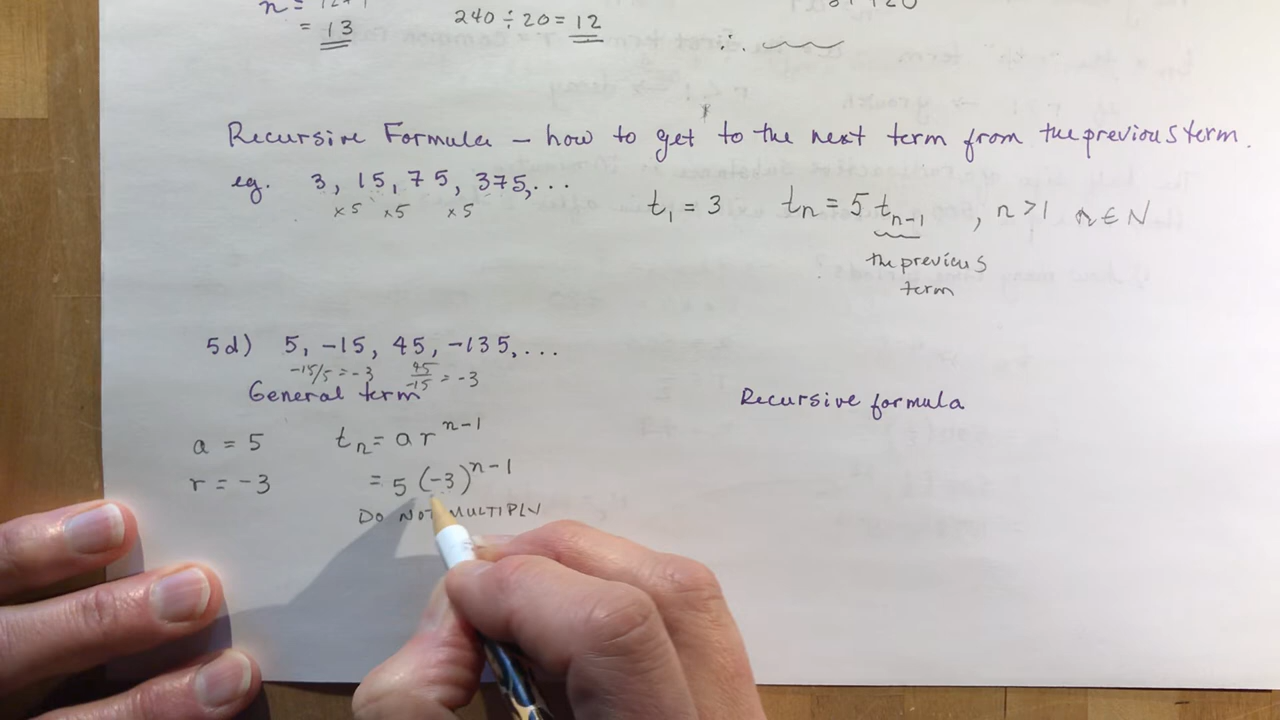 = 13
240 ÷ 20 = 12
∴
Recursive Formula – how to get to the next term from the previous term.
eg. 3, 15, 75, 375, ...
×5 ×5 ×5
t₁ = 3 tₙ = 5 tₙ₋₁ , n > 1 n ∈ N
the previous
term
5d) 5, -15, 45, -135, ...
-15/5 = -3 45/-15 = -3
General term
Recursive formula
a = 5 tₙ = a r^(n-1)
r = -3 = 5 (-3)^(n-1)
DO NOT MULTIPLY